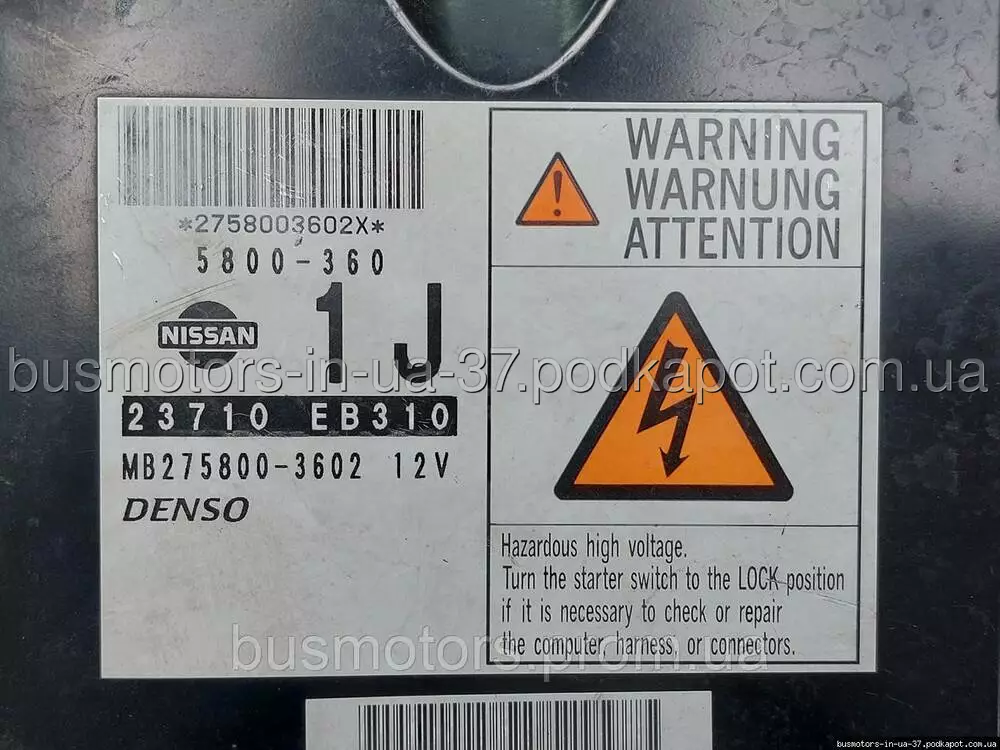 *2758003602X*
5800-360
NISSAN
1J
23710 EB310
MB275800-3602 12V
DENSO
WARNING
WARNUNG
ATTENTION
Hazardous high voltage.
Turn the starter switch to the LOCK position
if it is necessary to check or repair
the computer, harness, or connectors.
busmotors-in-ua-37.podkapot.com.ua
busmotors.prom.ua
busmotors-in-ua-37.podkapot.com.ua